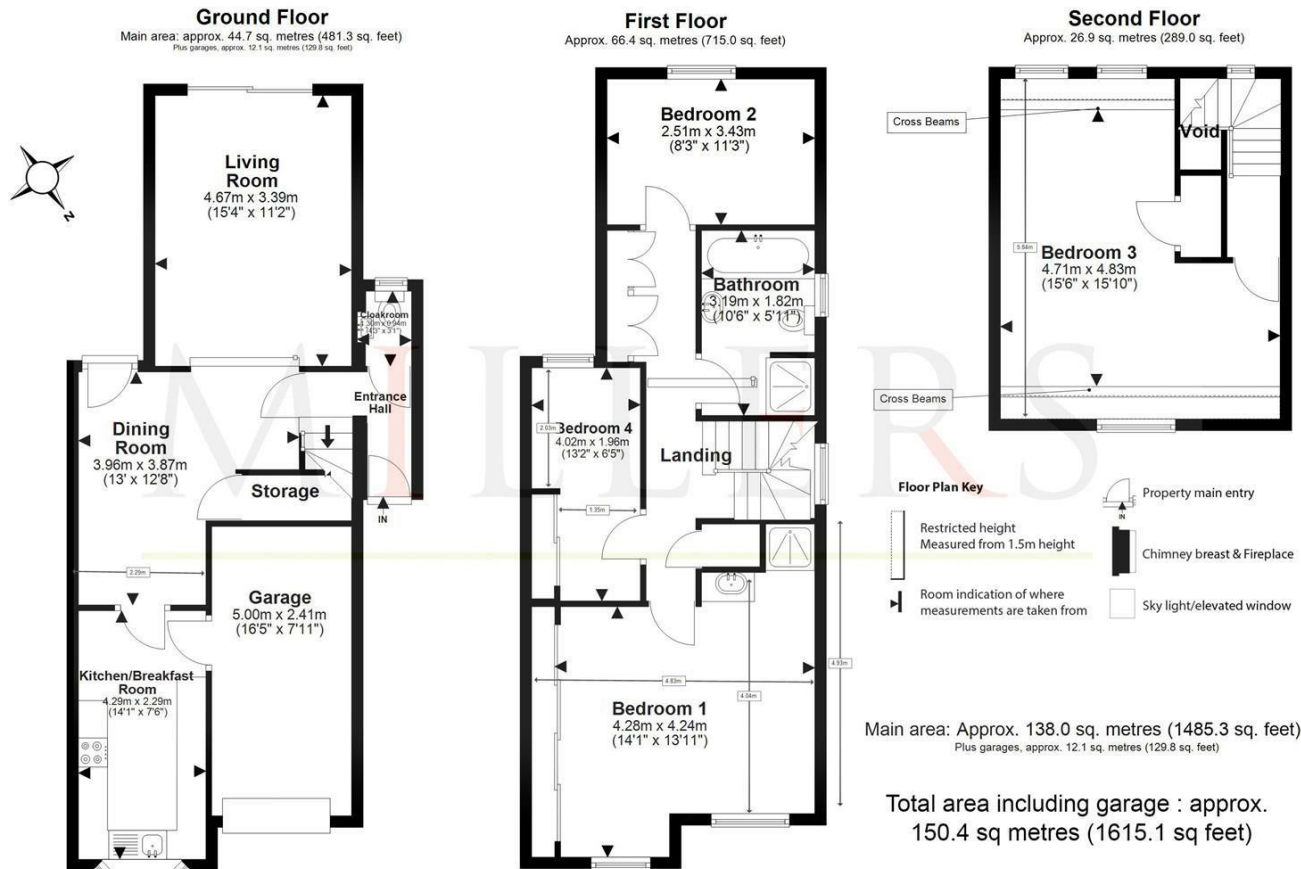 Ground Floor
Main area: approx. 44.7 sq. metres (481.3 sq. feet)
Plus garages, approx. 12.1 sq. metres (129.8 sq. feet)
N
Living
Room
4.67m x 3.39m
(15'4" x 11'2")
Cloakroom
Entrance
Hall
Dining
Room
3.96m x 3.87m
(13' x 12'8")
Storage
IN
2.29m
Garage
5.00m x 2.41m
(16'5" x 7'11")
Kitchen/Breakfast
Room
4.29m x 2.29m
(14'1" x 7'6")
MILLERS
First Floor
Approx. 66.4 sq. metres (715.0 sq. feet)
Bedroom 2
2.51m x 3.43m
(8'3" x 11'3")
Bathroom
3.19m x 1.82m
(10'6" x 5'11")
2.03m
Bedroom 4
4.02m x 1.96m
(13'2" x 6'5")
Landing
1.35m
4.93m
4.83m
4.04m
Bedroom 1
4.28m x 4.24m
(14'1" x 13'11")
Second Floor
Approx. 26.9 sq. metres (289.0 sq. feet)
Cross Beams
Void
5.84m
Bedroom 3
4.71m x 4.83m
(15'6" x 15'10")
Cross Beams
Floor Plan Key
Restricted height
Measured from 1.5m height
Room indication of where
measurements are taken from
Property main entry
IN
Chimney breast & Fireplace
Sky light/elevated window
Main area: Approx. 138.0 sq. metres (1485.3 sq. feet)
Plus garages, approx. 12.1 sq. metres (129.8 sq. feet)
Total area including garage : approx.
150.4 sq metres (1615.1 sq feet)